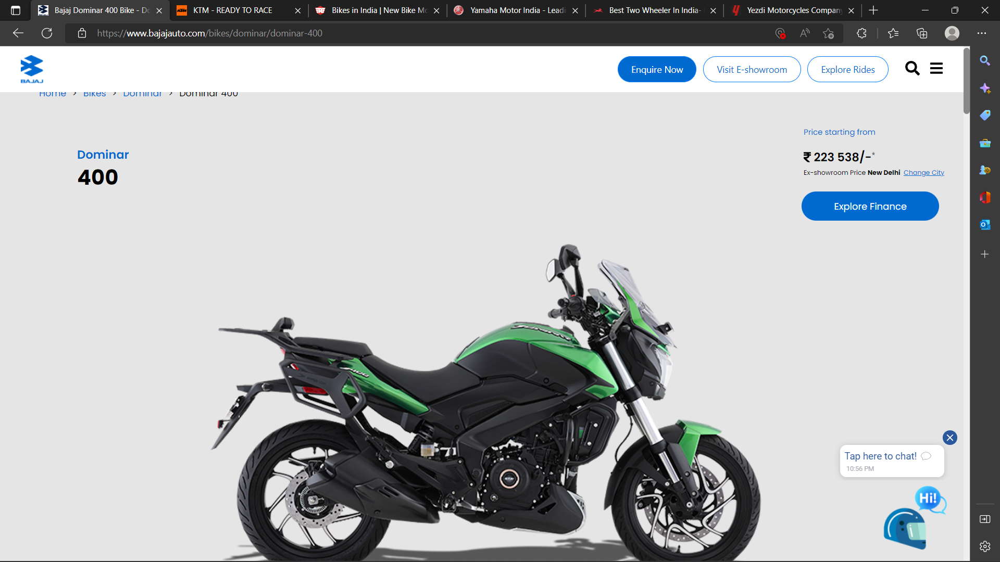 Bajaj Dominar 400 Bike - Do
KTM - READY TO RACE
Bikes in India | New Bike Mo
Yamaha Motor India - Leadi
Best Two Wheeler In India-
Yezdi Motorcycles Company
https://www.bajajauto.com/bikes/dominar/dominar-400
BAJAJ
Enquire Now
Visit E-showroom
Explore Rides
Home > Bikes > Dominar > Dominar 400
Price starting from
Dominar
400
₹ 223 538/-*
Ex-showroom Price New Delhi Change City
Explore Finance
Tap here to chat!
10:56 PM
Hi!